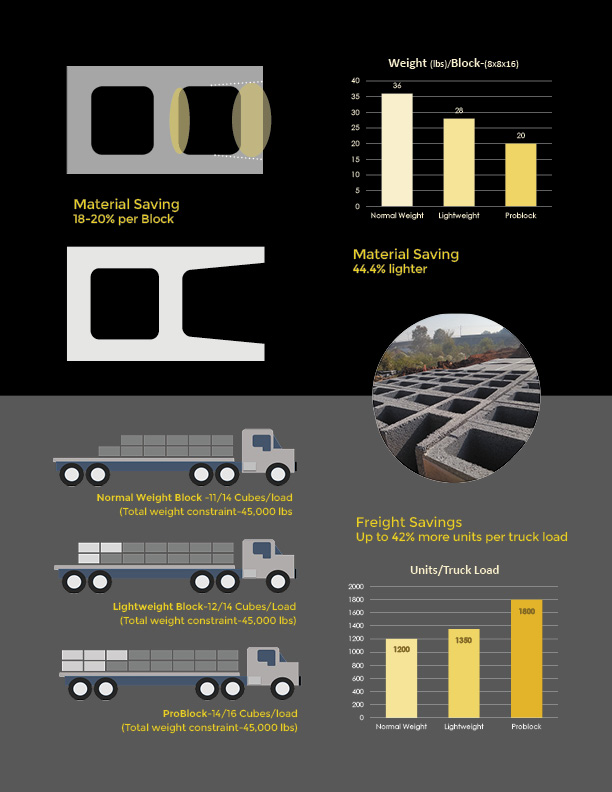 Weight (lbs)/Block-(8x8x16)
40
35
30
25
20
15
10
5
0
36
28
20
Normal Weight Lightweight Problock
Material Saving
18-20% per Block
Material Saving
44.4% lighter
Normal Weight Block -11/14 Cubes/load
(Total weight constraint-45,000 lbs
Lightweight Block-12/14 Cubes/Load
(Total weight constraint-45,000 lbs)
ProBlock-14/16 Cubes/load
(Total weight constraint-45,000 lbs)
Freight Savings
Up to 42% more units per truck load
Units/Truck Load
2000
1800
1600
1400
1200
1000
800
600
400
200
0
1200
1350
1800
Normal Weight Lightweight Problock